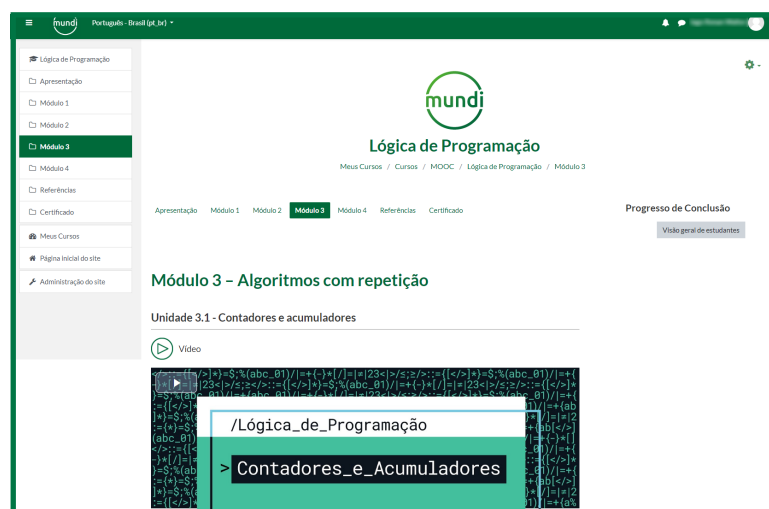 mundi
Português - Brasil (pt_br)
Lógica de Programação
Apresentação
Módulo 1
Módulo 2
Módulo 3
Módulo 4
Referências
Certificado
Meus Cursos
Página inicial do site
Administração do site
mundi
Lógica de Programação
Meus Cursos / Cursos / MOOC / Lógica de Programação / Módulo 3
Apresentação Módulo 1 Módulo 2 Módulo 3 Módulo 4 Referências Certificado
Progresso de Conclusão
Visão geral de estudantes
Módulo 3 – Algoritmos com repetição
Unidade 3.1 - Contadores e acumuladores
Vídeo
/Lógica_de_Programação
> Contadores_e_Acumuladores